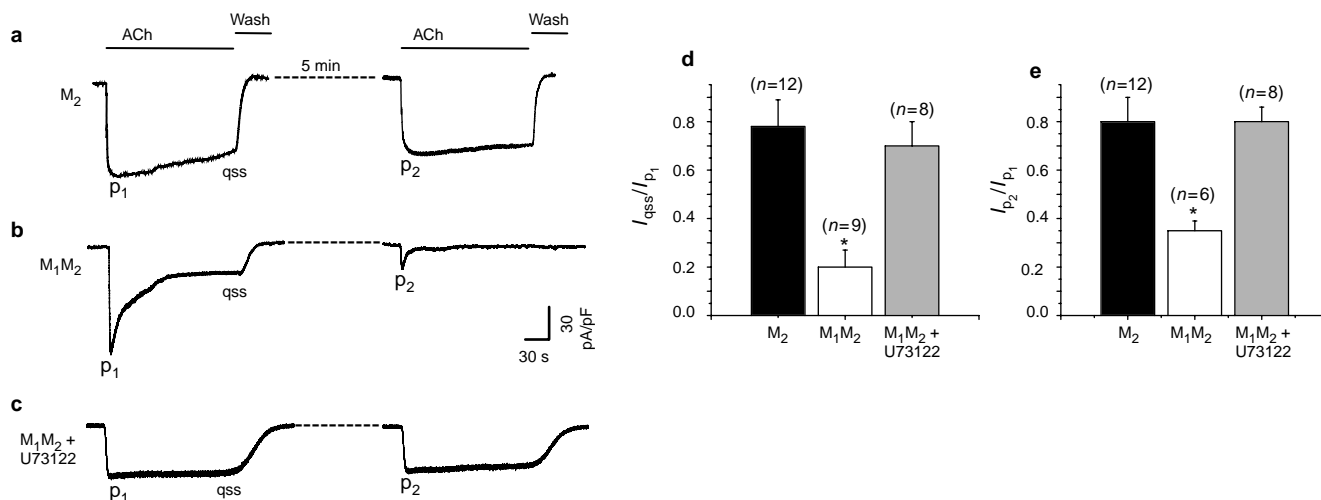 a
ACh
Wash
5 min
ACh
Wash
M2
p1
qss
p2
b
M1M2
p1
qss
p2
30 s
30
pA/pF
c
M1M2 +
U73122
p1
qss
p2
d
Iqss/Ip1
0.8
0.6
0.4
0.2
0.0
(n=12)
(n=9)
*
(n=8)
M2
M1M2
M1M2 +
U73122
e
Ip2/Ip1
0.8
0.6
0.4
0.2
0.0
(n=12)
(n=6)
*
(n=8)
M2
M1M2
M1M2 +
U73122